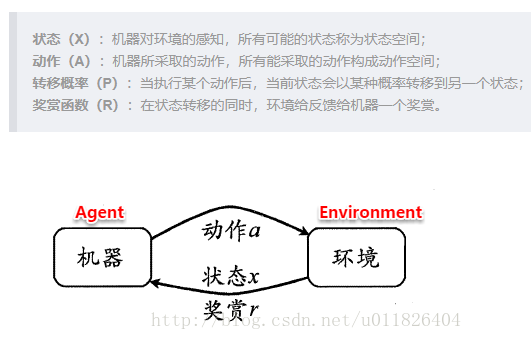 状态（X）：机器对环境的感知，所有可能的状态称为状态空间；
动作（A）：机器所采取的动作，所有能采取的动作构成动作空间；
转移概率（P）：当执行某个动作后，当前状态会以某种概率转移到另一个状态；
奖赏函数（R）：在状态转移的同时，环境给反馈给机器一个奖赏。
Agent
Environment
动作a
机器
环境
状态x
奖赏r
http://blog.csdn.net/u011826404